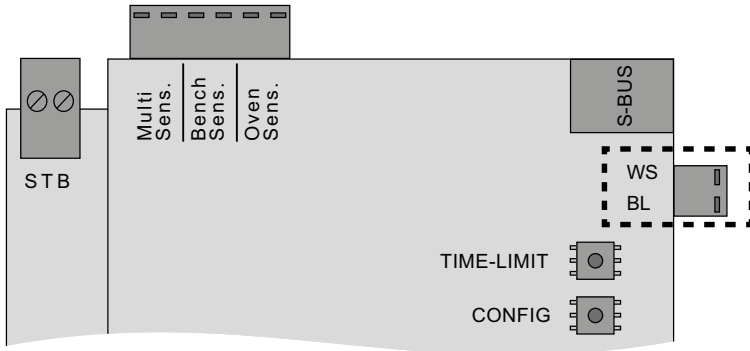 Multi
Sens.
Bench
Sens.
Oven
Sens.
S-BUS
STB
WS
BL
TIME-LIMIT
CONFIG